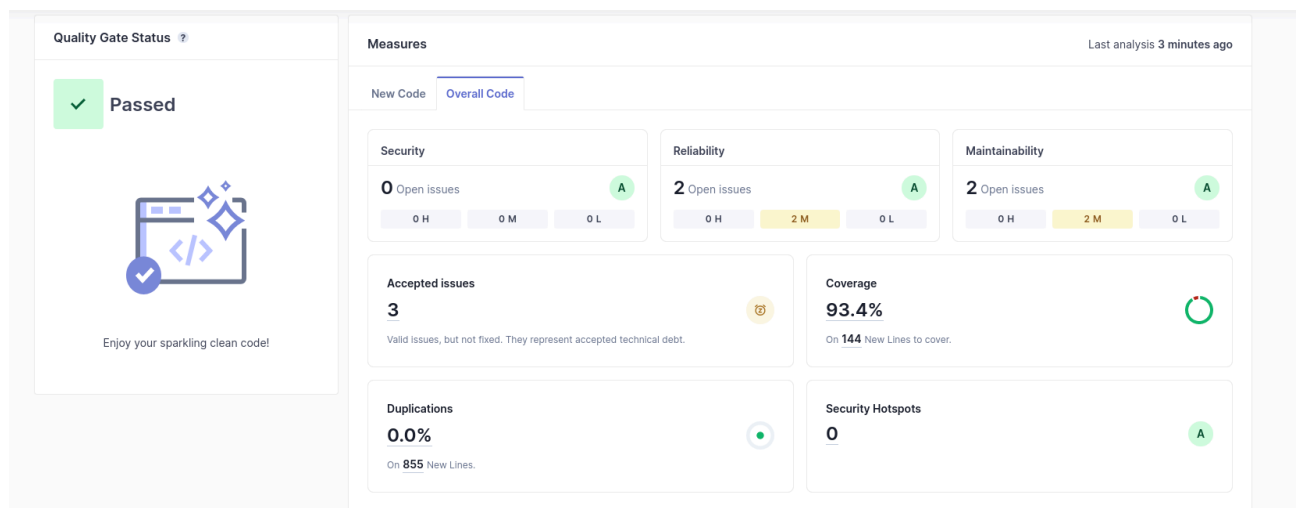 Quality Gate Status ?
Passed
Enjoy your sparkling clean code!
Measures
Last analysis 3 minutes ago
New Code
Overall Code
Security
0 Open issues
A
0 H
0 M
0 L
Reliability
2 Open issues
A
0 H
2 M
0 L
Maintainability
2 Open issues
A
0 H
2 M
0 L
Accepted issues
3
Valid issues, but not fixed. They represent accepted technical debt.
Coverage
93.4%
On 144 New Lines to cover.
Duplications
0.0%
On 855 New Lines.
Security Hotspots
0
A